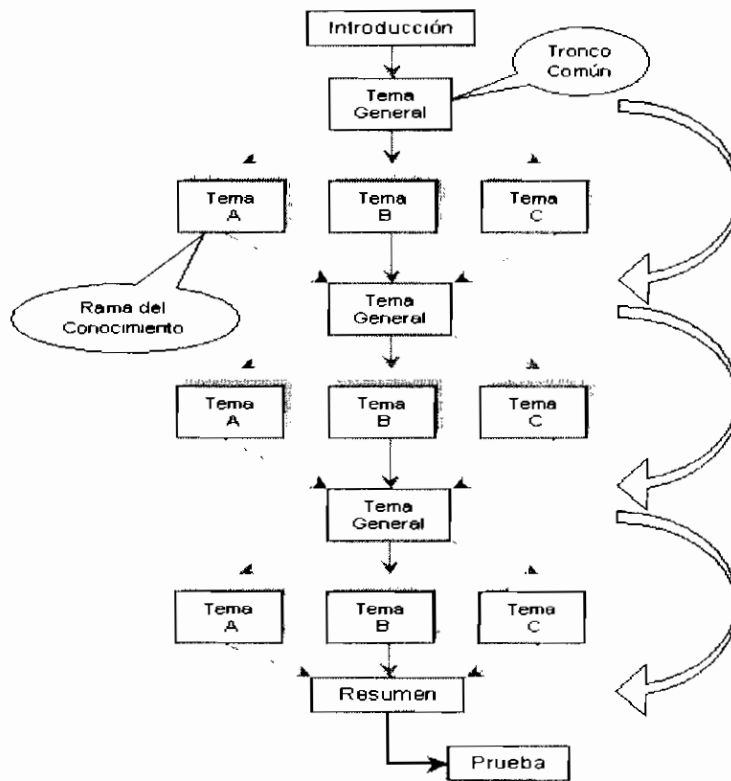 Introducción
Tronco
Común
Tema
General
Tema
A
Tema
B
Tema
C
Rama del
Conocimiento
Tema
General
Tema
A
Tema
B
Tema
C
Tema
General
Tema
A
Tema
B
Tema
C
Resumen
Prueba